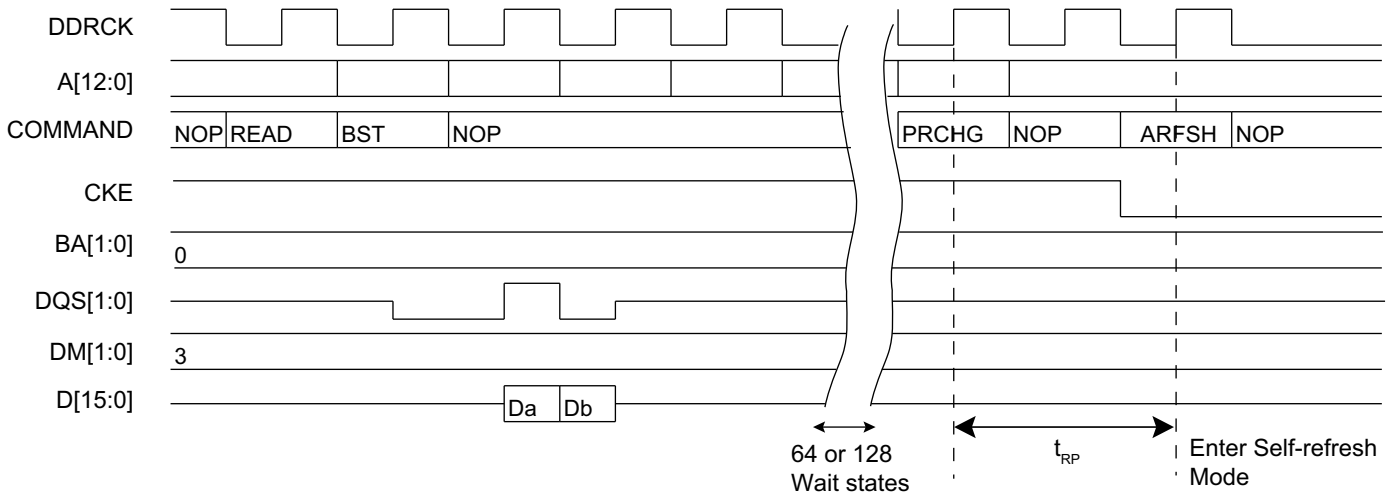 DDRCK
A[12:0]
COMMAND
NOP READ BST NOP PRCHG NOP ARFSH NOP
CKE
BA[1:0]
0
DQS[1:0]
DM[1:0]
3
D[15:0]
Da Db
64 or 128
Wait states
tRP
Enter Self-refresh
Mode